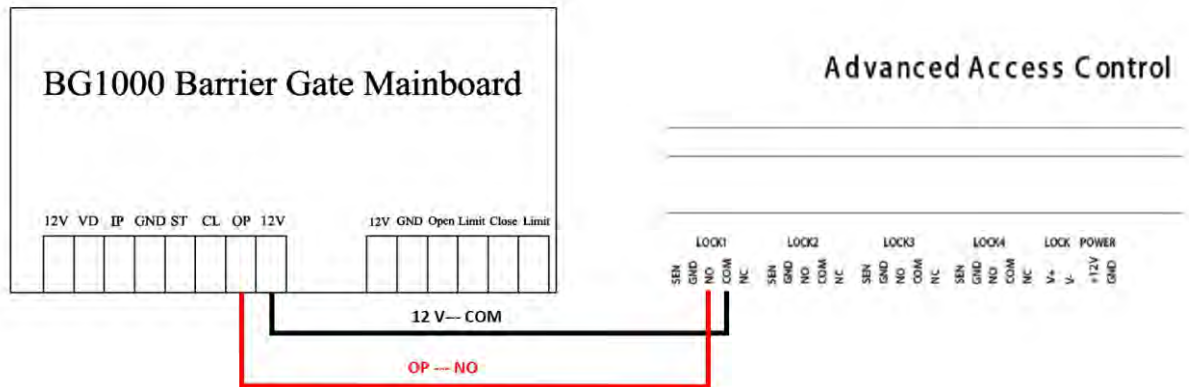 BG1000 Barrier Gate Mainboard
Advanced Access Control
12V VD IP GND ST CL OP 12V
12V GND Open Limit Close Limit
LOCK1 LOCK2 LOCK3 LOCK4 LOCK POWER
SEN GND NO COM NC SEN GND NO COM NC SEN GND NO COM NC SEN GND NO COM NC V+ V- +12V GND
12 V--- COM
OP --- NO